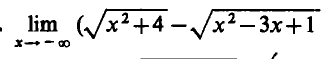 . lim x→−∞ (√x²+4 − √x²−3x+1